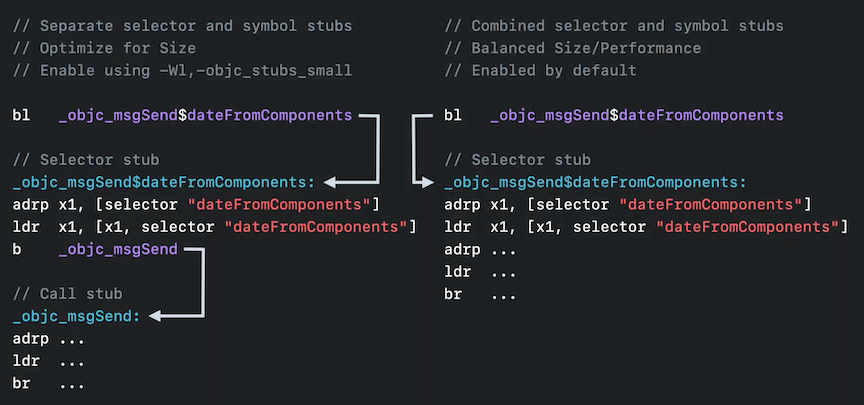 // Separate selector and symbol stubs
// Optimize for Size
// Enable using -Wl,-objc_stubs_small
bl   _objc_msgSend$dateFromComponents
// Selector stub
_objc_msgSend$dateFromComponents:
adrp x1, [selector "dateFromComponents"]
ldr  x1, [x1, selector "dateFromComponents"]
b    _objc_msgSend
// Call stub
_objc_msgSend:
adrp ...
ldr  ...
br   ...
// Combined selector and symbol stubs
// Balanced Size/Performance
// Enabled by default
bl   _objc_msgSend$dateFromComponents
// Selector stub
_objc_msgSend$dateFromComponents:
adrp x1, [selector "dateFromComponents"]
ldr  x1, [x1, selector "dateFromComponents"]
adrp ...
ldr  ...
br   ...